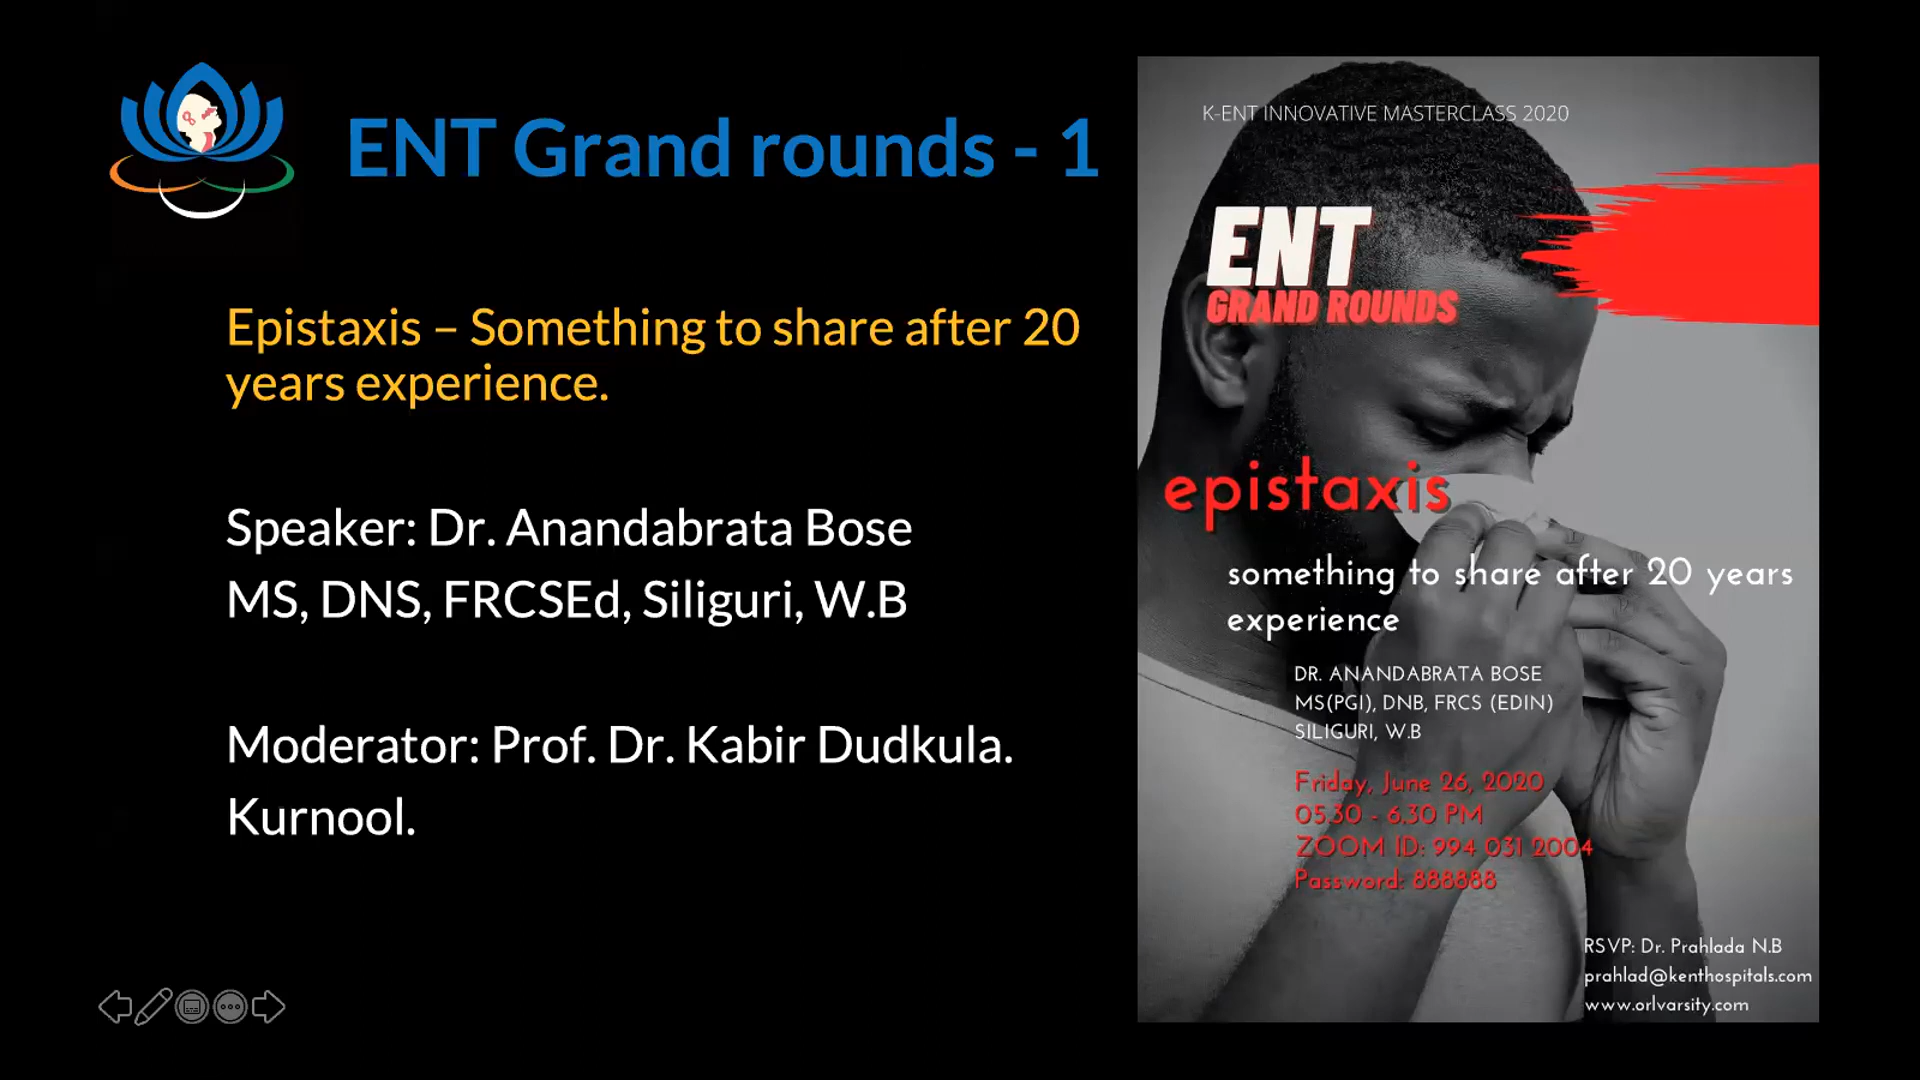 ENT Grand rounds - 1
Epistaxis – Something to share after 20
years experience.
Speaker: Dr. Anandabrata Bose
MS, DNS, FRCSEd, Siliguri, W.B
Moderator: Prof. Dr. Kabir Dudkula.
Kurnool.
K-ENT INNOVATIVE MASTERCLASS 2020
ENT
GRAND ROUNDS
epistaxis
something to share after 20 years
experience
DR. ANANDABRATA BOSE
MS(PGI), DNB, FRCS (EDIN)
SILIGURI, W.B
Friday, June 26, 2020
05.30 - 6.30 PM
ZOOM ID: 994 031 2004
Password: 888888
RSVP: Dr. Prahlada N.B
prahlad@kenthospitals.com
www.orlvarsity.com